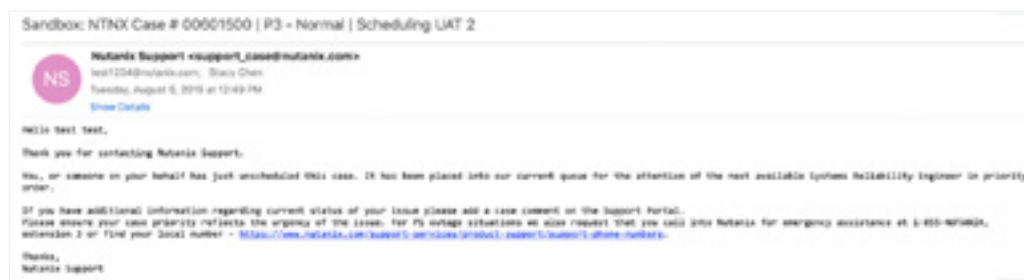 Sandbox: NTNX Case # 00601500 | P3 - Normal | Scheduling UAT 2
Nutanix Support <support_case@nutanix.com>
NS
test1234@nutanix.com; Stacy Chen
Tuesday, August 6, 2019 at 12:49 PM
Show Details
Hello test test,
Thank you for contacting Nutanix Support.
You, or someone on your behalf has just unscheduled this case. It has been placed into our current queue for the attention of the next available Systems Reliability Engineer in priority
order.
If you have additional information regarding current status of your issue please add a case comment on the Support Portal.
Please ensure your case priority reflects the urgency of the issue. For P1 outage situations we also request that you call into Nutanix for emergency assistance at 1-855-NUTANIX,
extension 3 or find your local number - https://www.nutanix.com/support-services/product-support/support-phone-numbers.
Thanks,
Nutanix Support